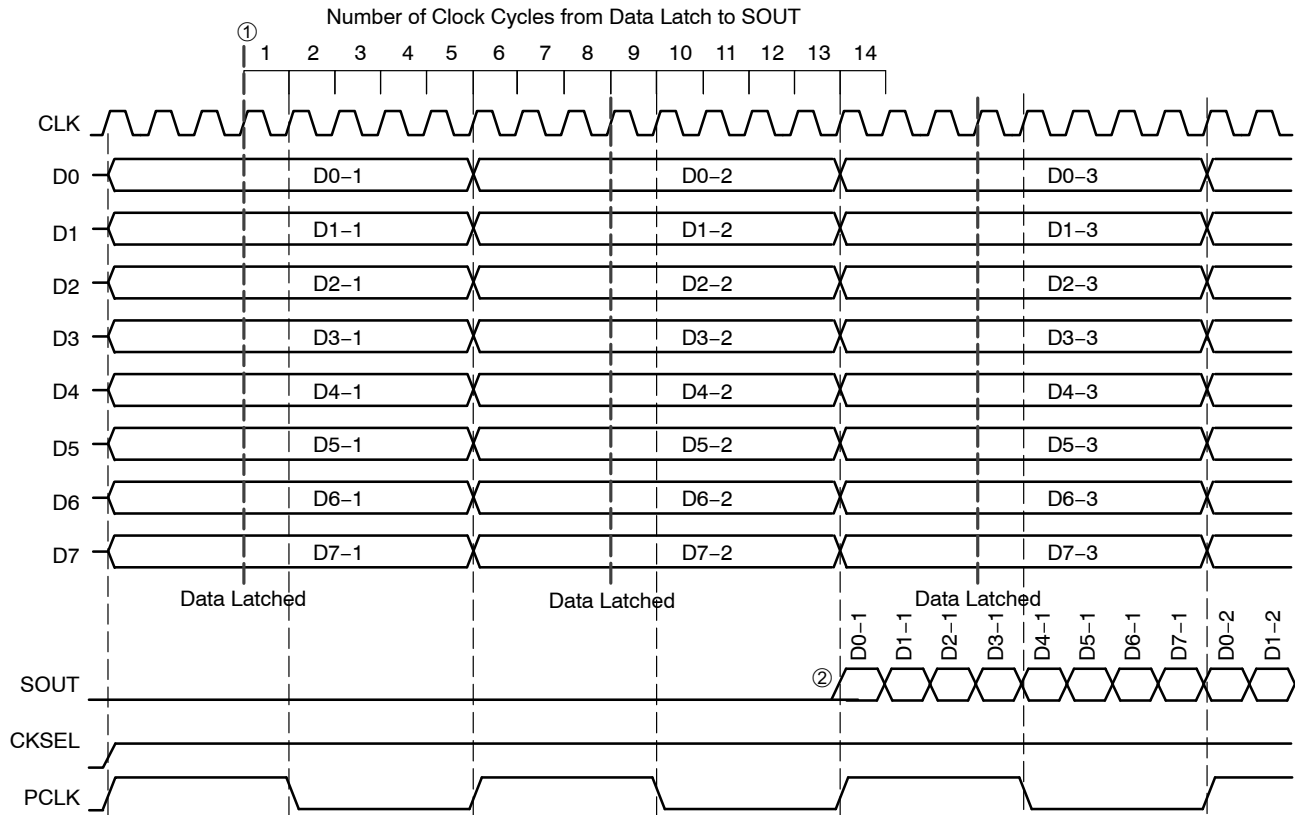 Number of Clock Cycles from Data Latch to SOUT
①
1 2 3 4 5 6 7 8 9 10 11 12 13 14
CLK
D0 D0−1 D0−2 D0−3
D1 D1−1 D1−2 D1−3
D2 D2−1 D2−2 D2−3
D3 D3−1 D3−2 D3−3
D4 D4−1 D4−2 D4−3
D5 D5−1 D5−2 D5−3
D6 D6−1 D6−2 D6−3
D7 D7−1 D7−2 D7−3
Data Latched Data Latched Data Latched
D0−1 D1−1 D2−1 D3−1 D4−1 D5−1 D6−1 D7−1 D0−2 D1−2
SOUT ②
CKSEL
PCLK